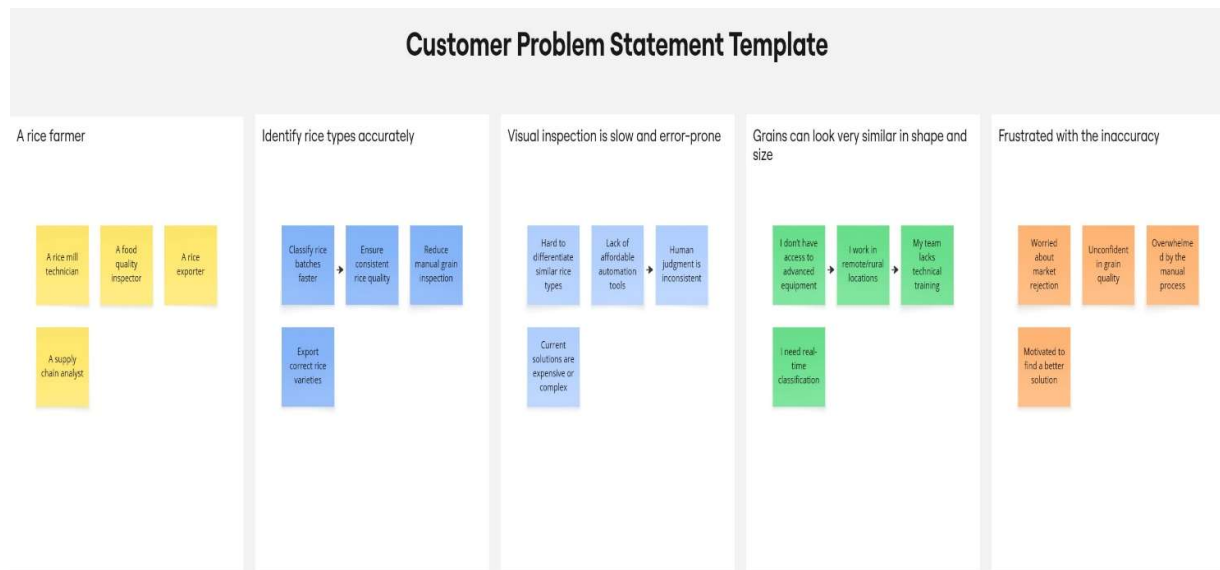 Customer Problem Statement Template
A rice farmer
A rice mill
technician
A food
quality
inspector
A rice
exporter
A supply
chain analyst
Identify rice types accurately
Classify rice
batches
faster
Ensure
consistent
rice quality
Reduce
manual grain
inspection
Export
correct rice
varieties
Visual inspection is slow and error-prone
Hard to
differentiate
similar rice
types
Lack of
affordable
automation
tools
Human
judgment is
inconsistent
Current
solutions are
expensive or
complex
Grains can look very similar in shape and
size
I don't have
access to
advanced
equipment
I work in
remote/rural
locations
My team
lacks
technical
training
I need real-
time
classification
Frustrated with the inaccuracy
Worried
about
market
rejection
Unconfident
in grain
quality
Overwhelme
d by the
manual
process
Motivated to
find a better
solution